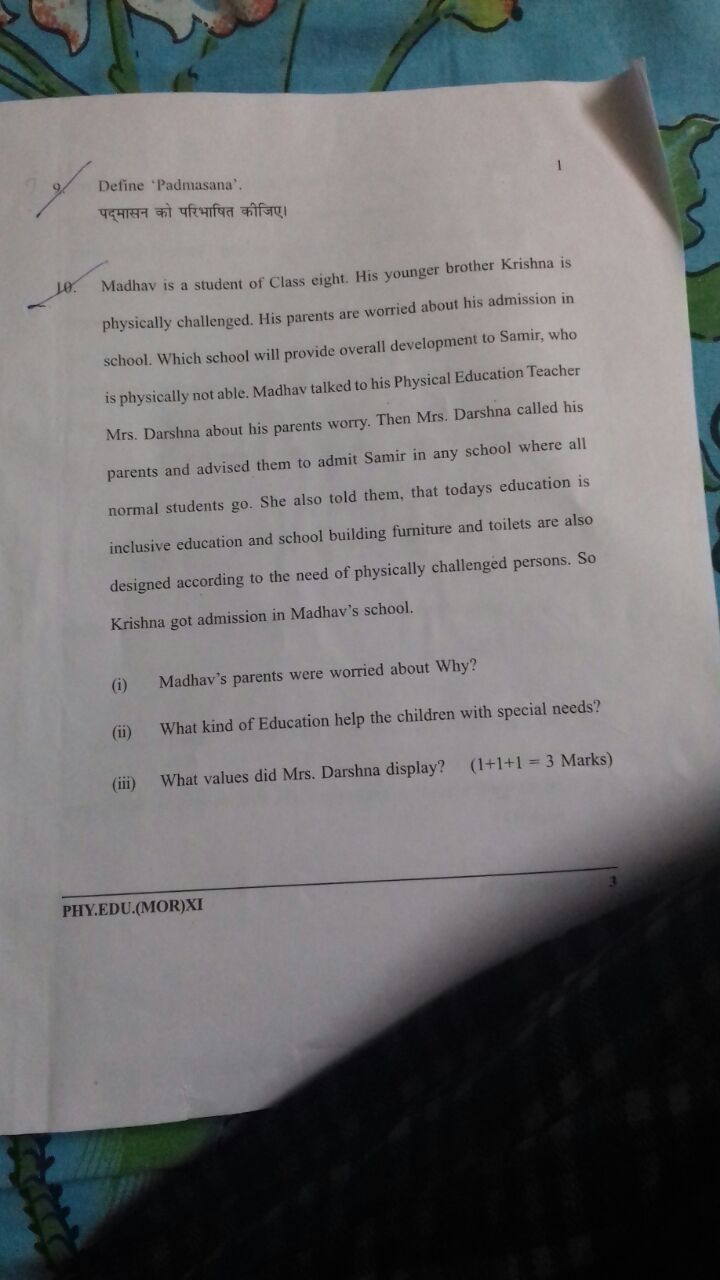 1
9. Define 'Padmasana'.
पद्मासन को परिभाषित कीजिए।
10. Madhav is a student of Class eight. His younger brother Krishna is
physically challenged. His parents are worried about his admission in
school. Which school will provide overall development to Samir, who
is physically not able. Madhav talked to his Physical Education Teacher
Mrs. Darshna about his parents worry. Then Mrs. Darshna called his
parents and advised them to admit Samir in any school where all
normal students go. She also told them, that todays education is
inclusive education and school building furniture and toilets are also
designed according to the need of physically challenged persons. So
Krishna got admission in Madhav's school.
(i) Madhav's parents were worried about Why?
(ii) What kind of Education help the children with special needs?
(iii) What values did Mrs. Darshna display? (1+1+1 = 3 Marks)
3
PHY.EDU.(MOR)XI